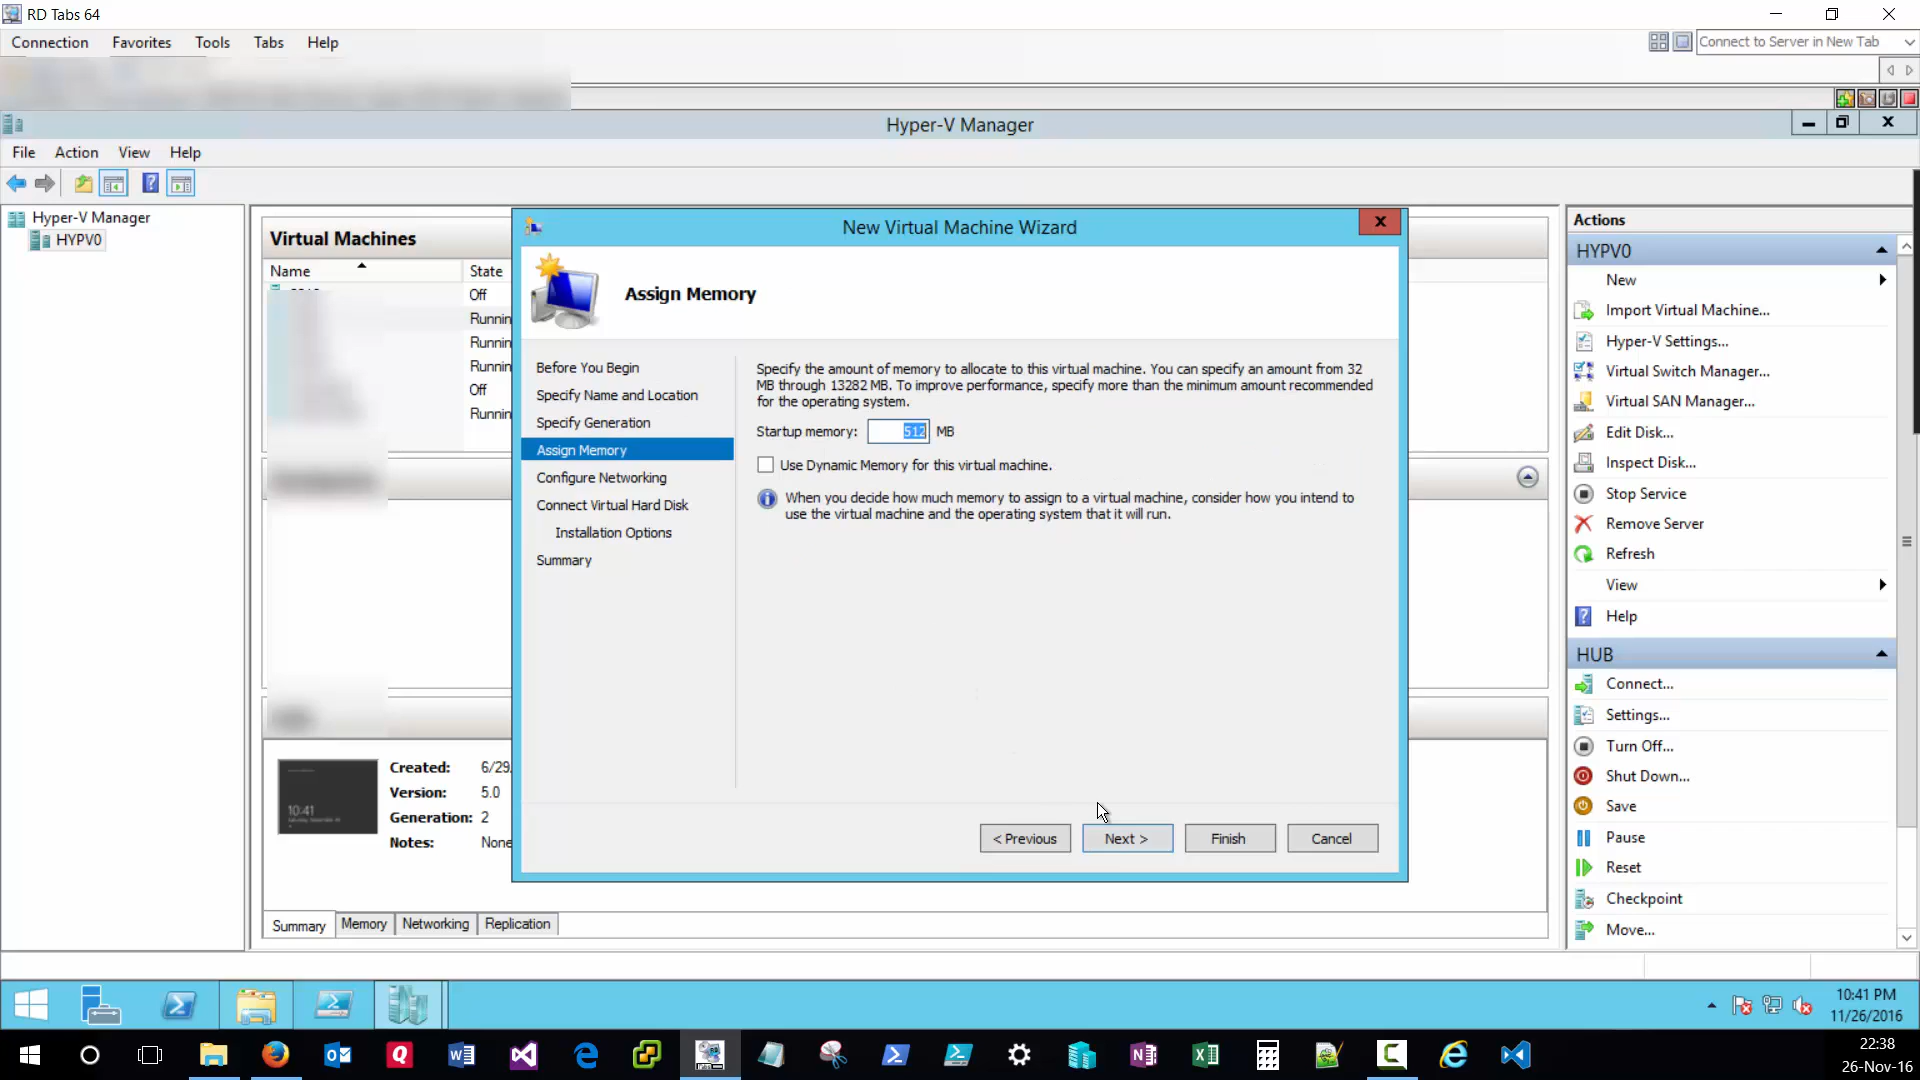 RD Tabs 64
Connection Favorites Tools Tabs Help
Connect to Server in New Tab
Hyper-V Manager
File Action View Help
Hyper-V Manager
HYPV0
Virtual Machines
Name State
Off
Runnin
Runnin
Runnin
Off
Runnin
Created: 6/29
Version: 5.0
Generation: 2
Notes: None
10:41
Summary Memory Networking Replication
New Virtual Machine Wizard
X
Assign Memory
Before You Begin
Specify Name and Location
Specify Generation
Assign Memory
Configure Networking
Connect Virtual Hard Disk
Installation Options
Summary
Specify the amount of memory to allocate to this virtual machine. You can specify an amount from 32
MB through 13282 MB. To improve performance, specify more than the minimum amount recommended
for the operating system.
Startup memory: 512 MB
Use Dynamic Memory for this virtual machine.
When you decide how much memory to assign to a virtual machine, consider how you intend to
use the virtual machine and the operating system that it will run.
< Previous Next > Finish Cancel
Actions
HYPV0
New
Import Virtual Machine...
Hyper-V Settings...
Virtual Switch Manager...
Virtual SAN Manager...
Edit Disk...
Inspect Disk...
Stop Service
Remove Server
Refresh
View
Help
HUB
Connect...
Settings...
Turn Off...
Shut Down...
Save
Pause
Reset
Checkpoint
Move...
10:41 PM
11/26/2016
22:38
26-Nov-16